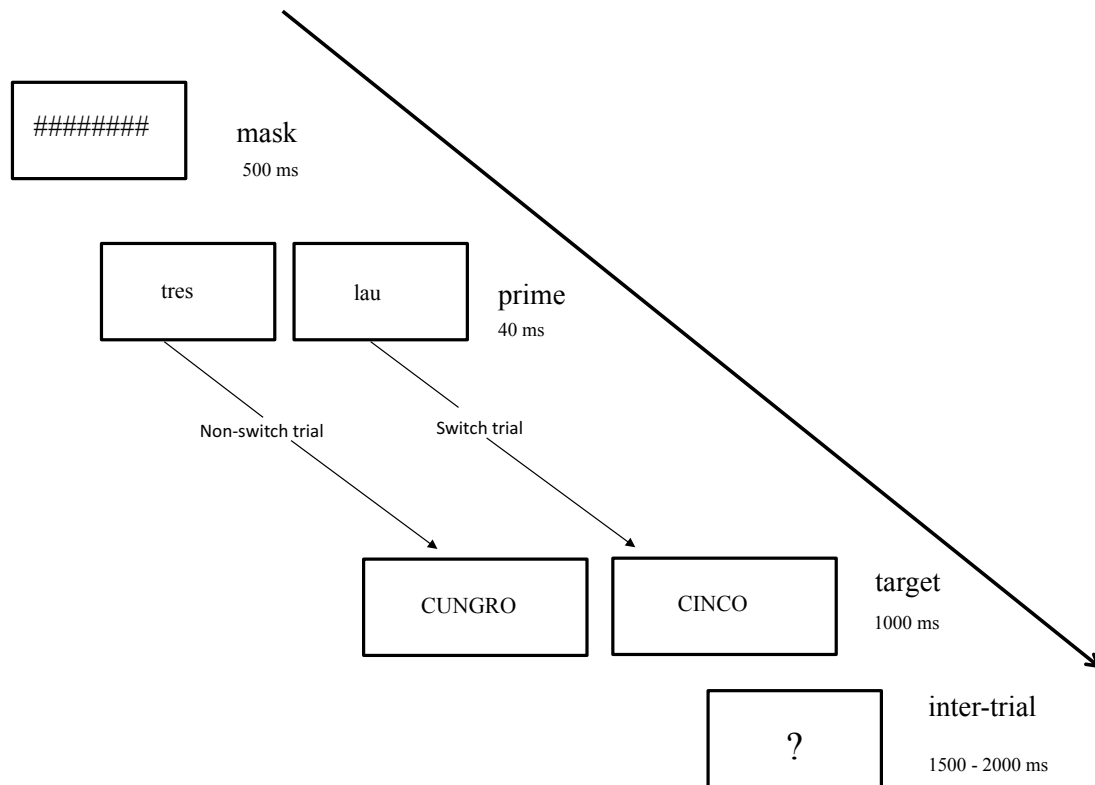 ########
mask
500 ms
tres
lau
prime
40 ms
Non-switch trial
Switch trial
CUNGRO
CINCO
target
1000 ms
?
inter-trial
1500 - 2000 ms